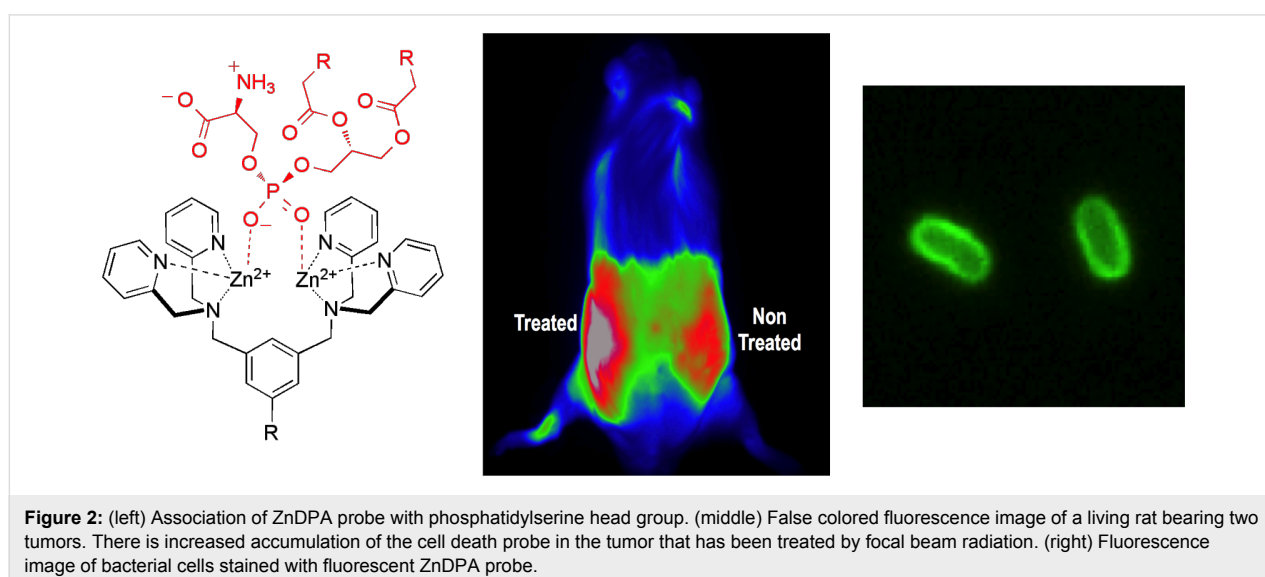 R
R
+
NH3
−O
O
O
O
O
O
O
O
P
O−
O
N
N
N
N
Zn2+
Zn2+
N
N
R
Treated
Non
Treated
Figure 2: (left) Association of ZnDPA probe with phosphatidylserine head group. (middle) False colored fluorescence image of a living rat bearing two
tumors. There is increased accumulation of the cell death probe in the tumor that has been treated by focal beam radiation. (right) Fluorescence
image of bacterial cells stained with fluorescent ZnDPA probe.